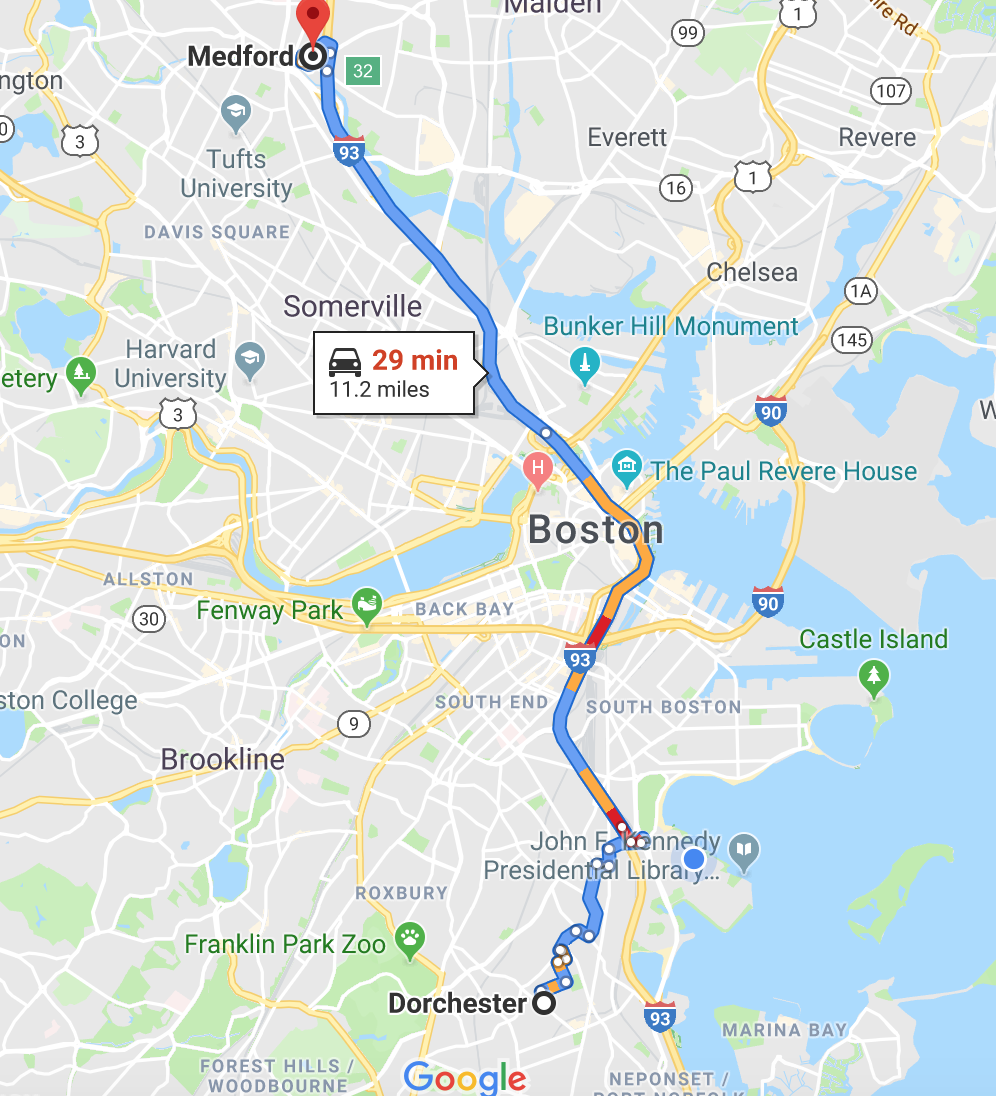 Malden
1
ire Rd
99
Medford
32
ngton
107
0
3
93
Everett
Revere
Tufts
University
16
1
DAVIS SQUARE
Chelsea
1A
Somerville
Bunker Hill Monument
145
Harvard
University
29 min
11.2 miles
etery
3
90
W
H
The Paul Revere House
Boston
ALLSTON
Fenway Park
BACK BAY
90
30
ON
93
Castle Island
ston College
SOUTH END
SOUTH BOSTON
9
Brookline
John F. Kennedy
Presidential Library...
ROXBURY
Franklin Park Zoo
Dorchester
93
MARINA BAY
FOREST HILLS /
WOODBOURNE
Google
NEPONSET /
PORT NORFOLK